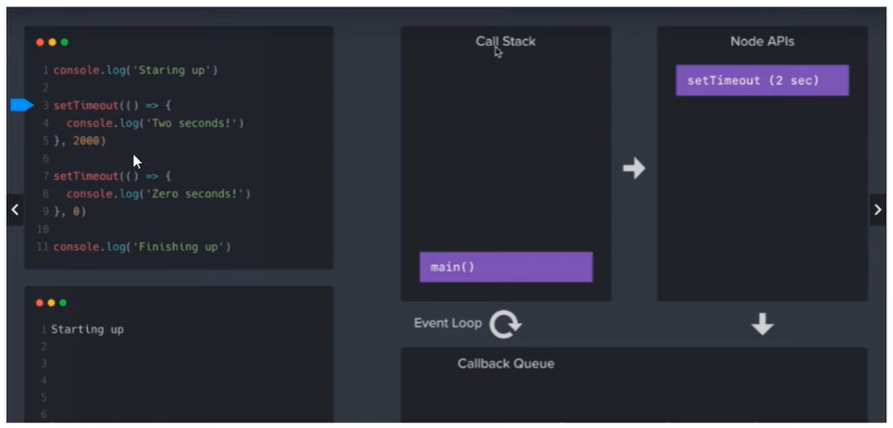 1 console.log('Staring up')
2
3 setTimeout(() => {
4 console.log('Two seconds!')
5 }, 2000)
6
7 setTimeout(() => {
8 console.log('Zero seconds!')
9 }, 0)
10
11 console.log('Finishing up')
1 Starting up
2
3
4
5
6
Call Stack
main()
Node APIs
setTimeout (2 sec)
Event Loop
Callback Queue